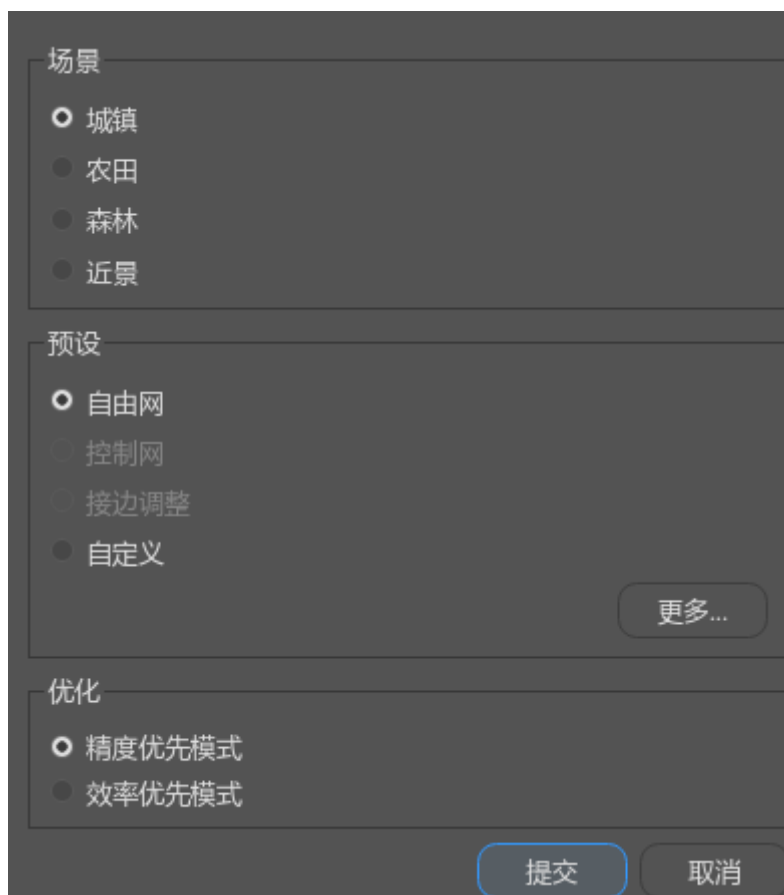 场景
城镇
农田
森林
近景
预设
自由网
控制网
接边调整
自定义
更多...
优化
精度优先模式
效率优先模式
提交
取消